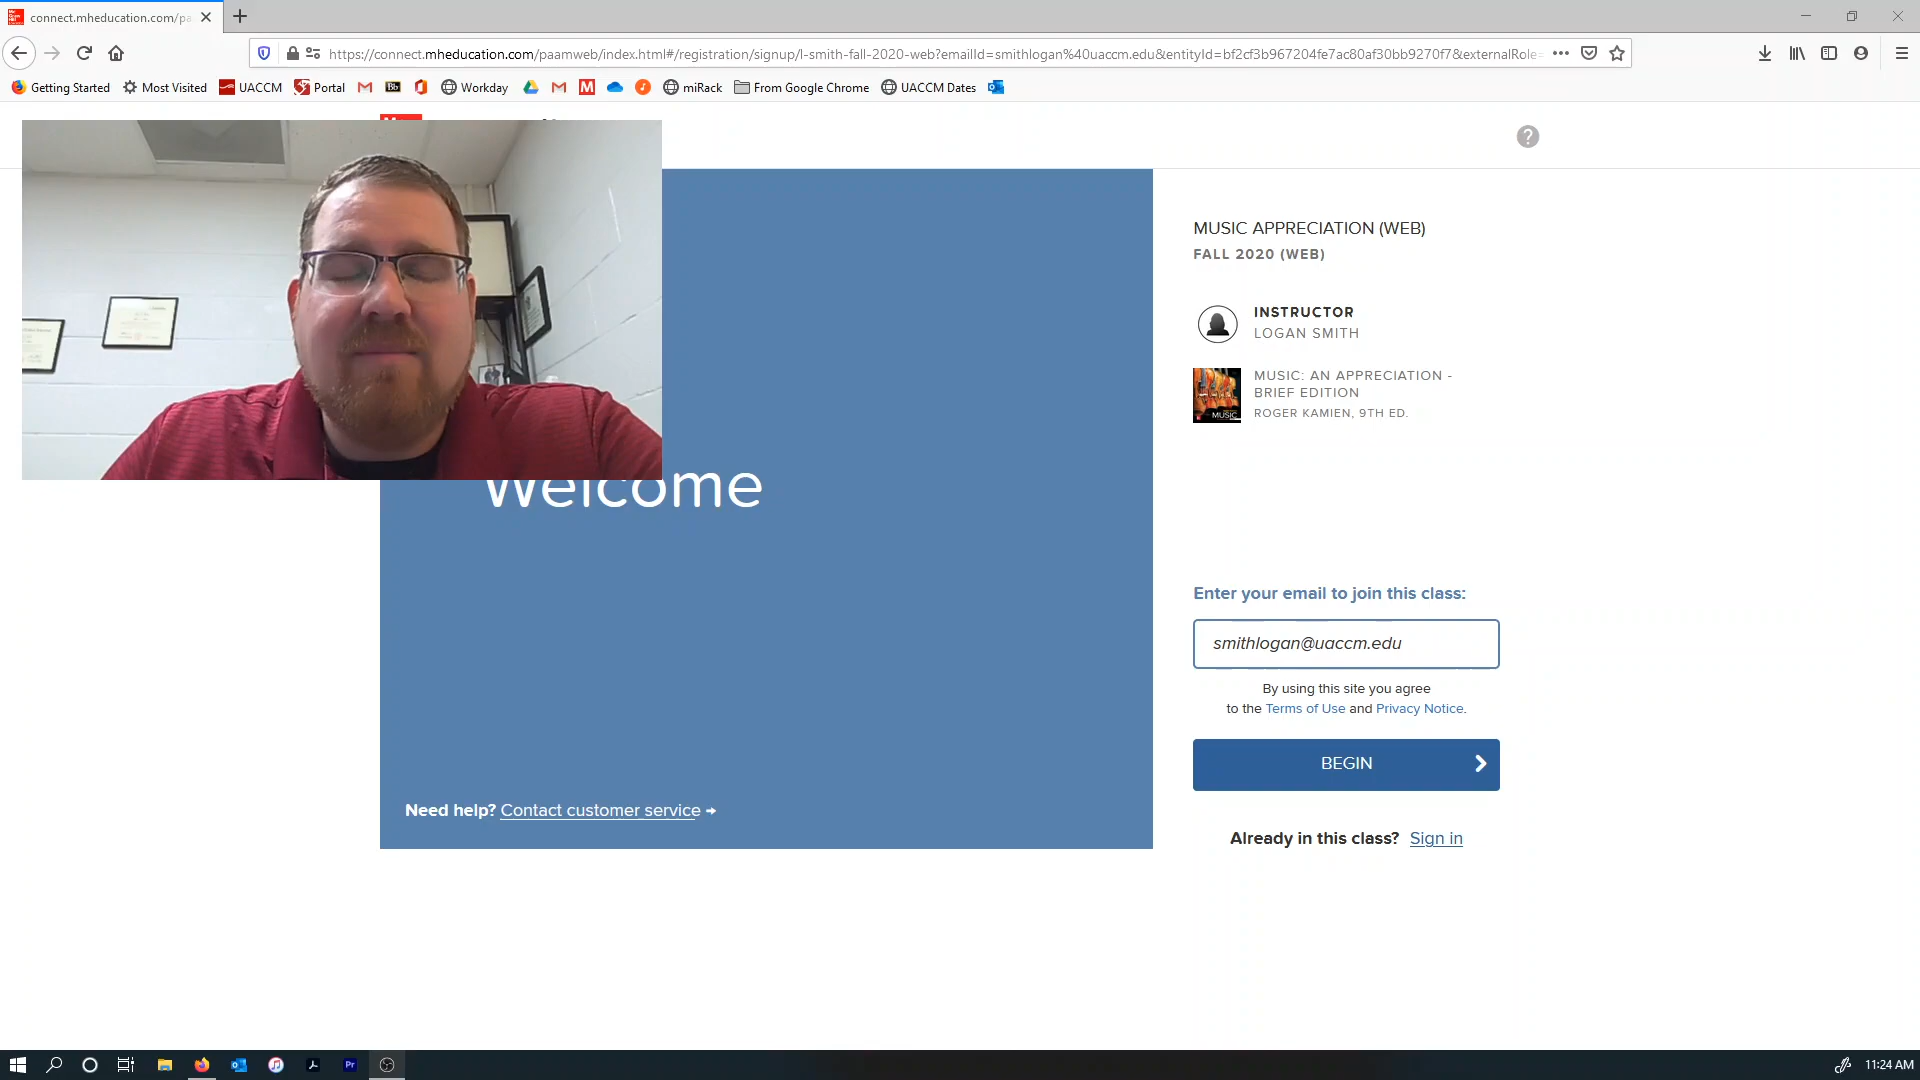 connect.mheducation.com/pa
https://connect.mheducation.com/paamweb/index.html#/registration/signup/l-smith-fall-2020-web?emailId=smithlogan%40uaccm.edu&entityId=bf2cf3b967204fe7ac80af30bb9270f7&externalRole=
Getting Started Most Visited UACCM Portal Bb Workday M miRack From Google Chrome UACCM Dates
?
MUSIC APPRECIATION (WEB)
FALL 2020 (WEB)
INSTRUCTOR
LOGAN SMITH
MUSIC: AN APPRECIATION -
BRIEF EDITION
ROGER KAMIEN, 9TH ED.
MUSIC
Welcome
Enter your email to join this class:
smithlogan@uaccm.edu
By using this site you agree
to the Terms of Use and Privacy Notice.
BEGIN
Need help? Contact customer service
Already in this class? Sign in
Pr
11:24 AM